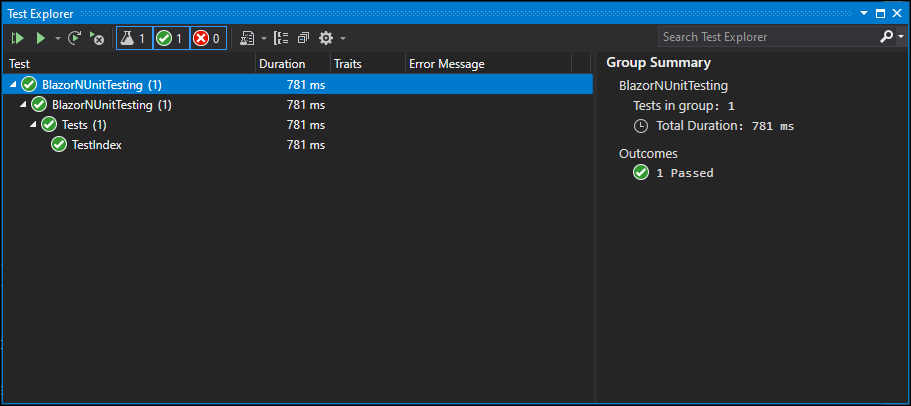 Test Explorer
1 1 0
Search Test Explorer
Test Duration Traits Error Message
BlazorNUnitTesting (1) 781 ms
BlazorNUnitTesting (1) 781 ms
Tests (1) 781 ms
TestIndex 781 ms
Group Summary
BlazorNUnitTesting
Tests in group: 1
Total Duration: 781 ms
Outcomes
1 Passed